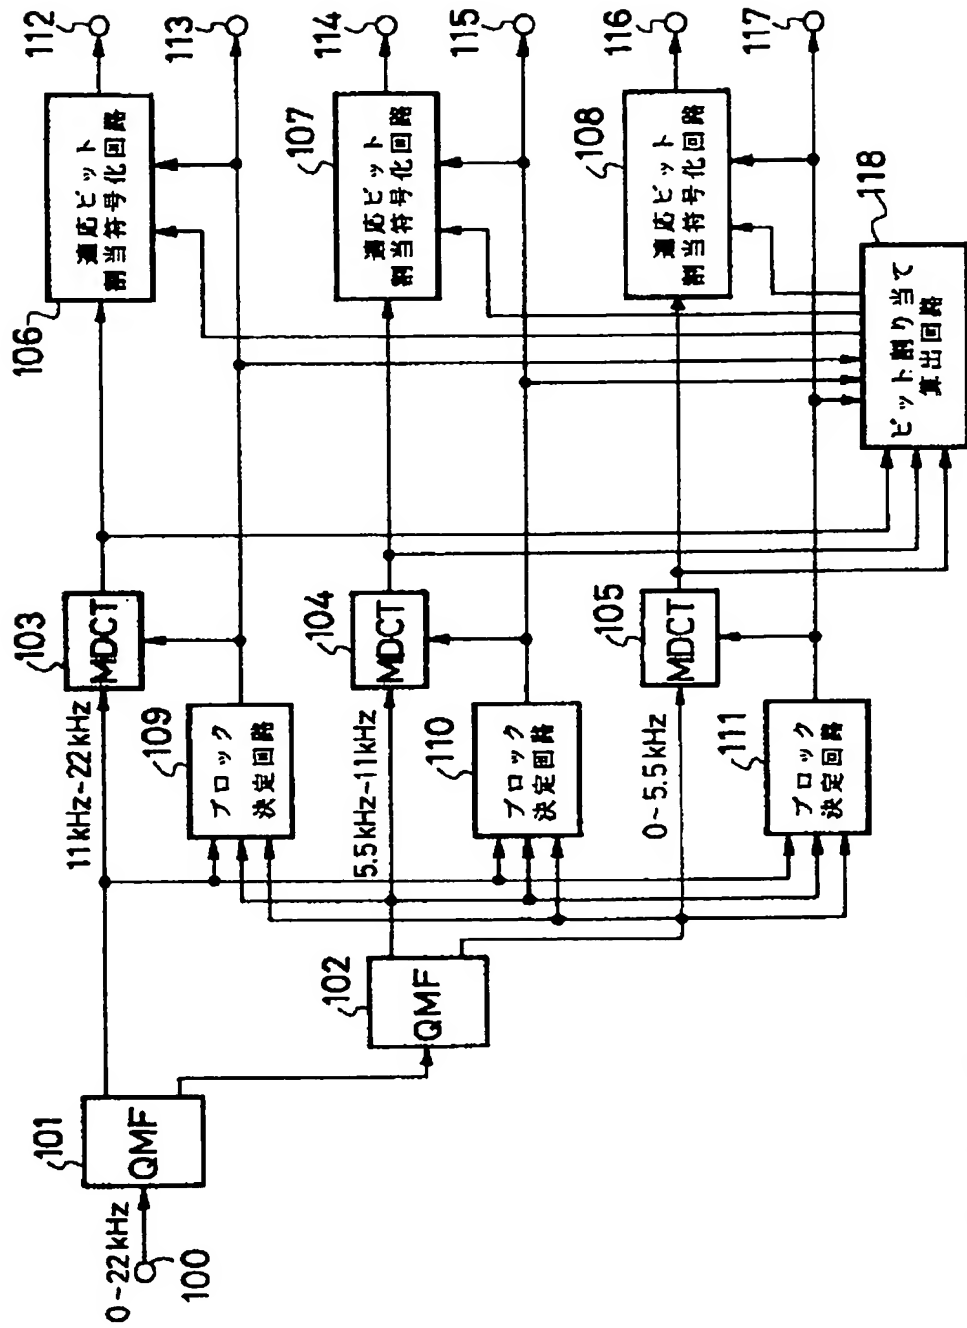 112
113
114
115
116
117
適応ビット
割当符号化回路
106
適応ビット
割当符号化回路
107
適応ビット
割当符号化回路
108
118
ビット割り当て
算出回路
103
MDCT
104
MDCT
105
MDCT
11kHz~22kHz
109
ブロック
決定回路
5.5kHz~11kHz
110
ブロック
決定回路
0~5.5kHz
111
ブロック
決定回路
102
QMF
101
QMF
0~22kHz
100